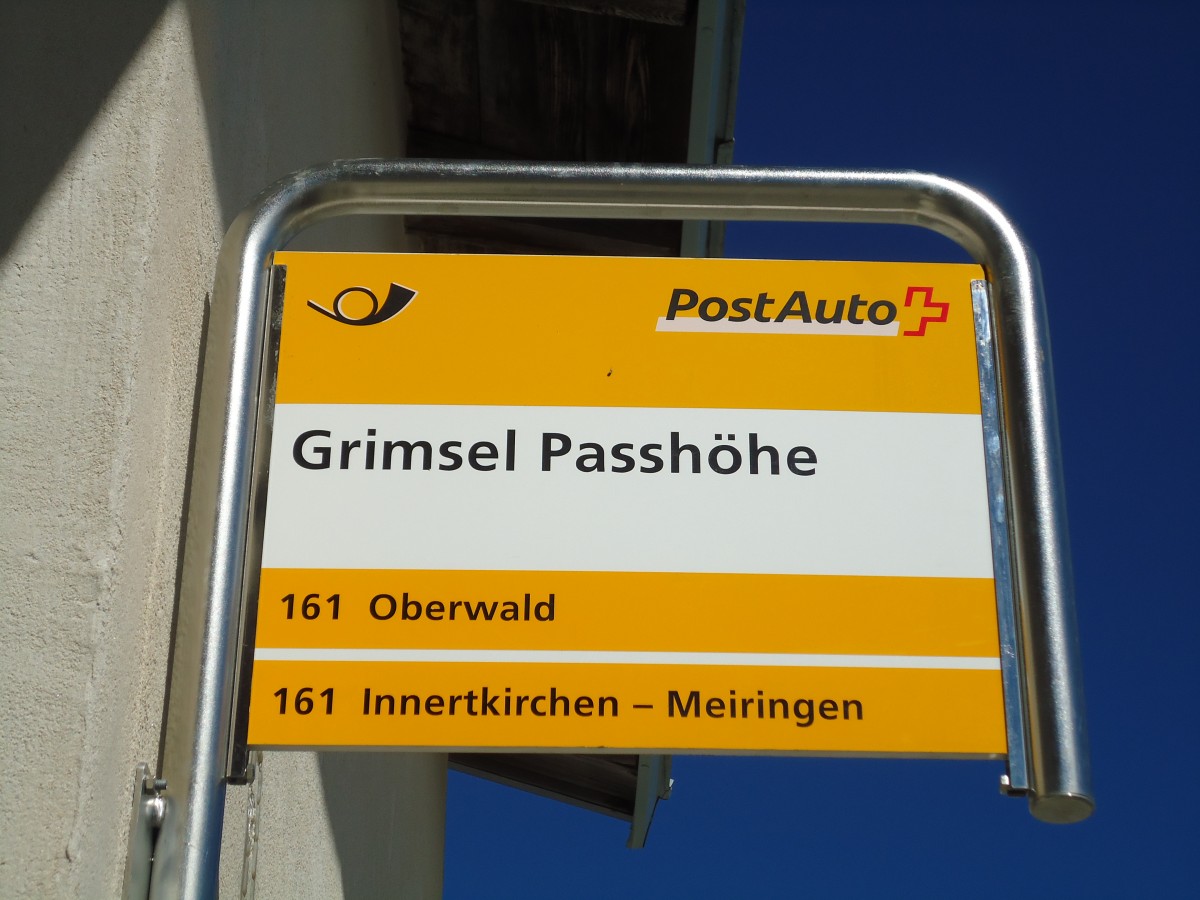 PostAuto
Grimsel Passhöhe
161 Oberwald
161 Innertkirchen – Meiringen